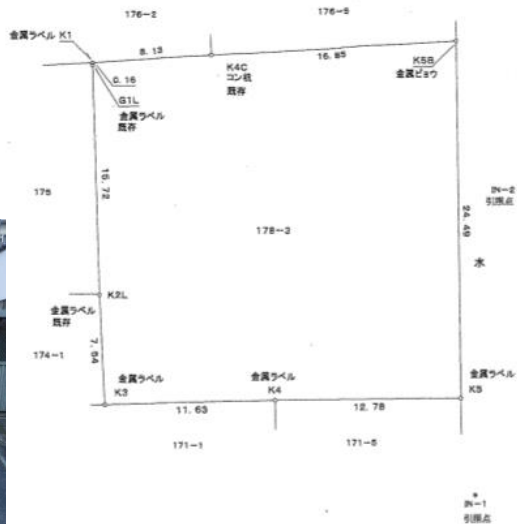 176-2
176-9
金属ラベル K1
8.13
16.85
K4C
コン杭
既存
K5B
金属ビョウ
0.16
G1L
金属ラベル
既存
175
15.72
178-3
24.49
IN-2
引照点
水
K2L
金属ラベル
既存
174-1
7.54
金属ラベル
K3
金属ラベル
K4
金属ラベル
K5
11.63
12.78
171-1
171-5
IN-1
引照点